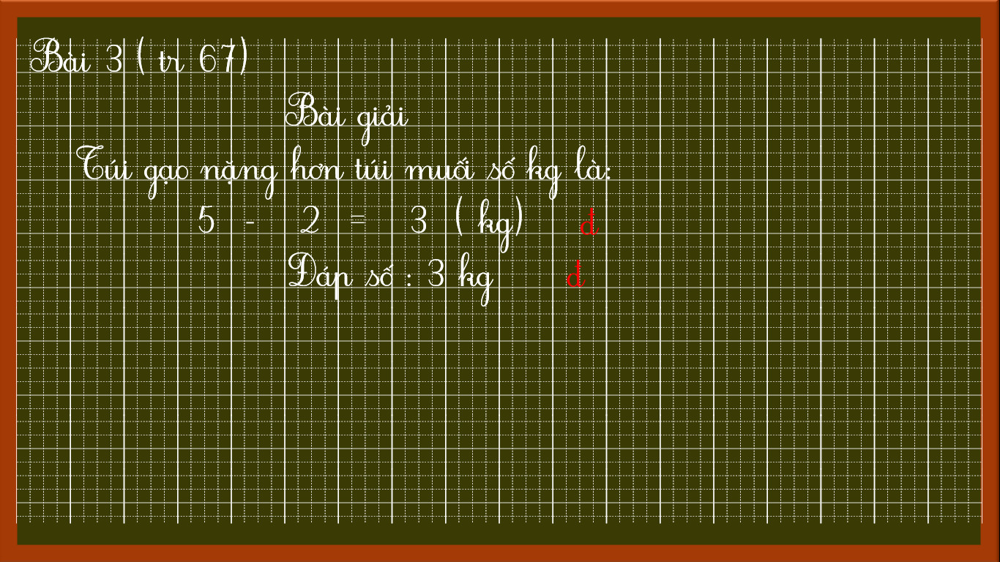 Bài 3 ( tr 67)
Bài giải
Túi gạo nặng hơn túi muối số kg là:
5 - 2 = 3 ( kg) đ
Đáp số : 3 kg đ